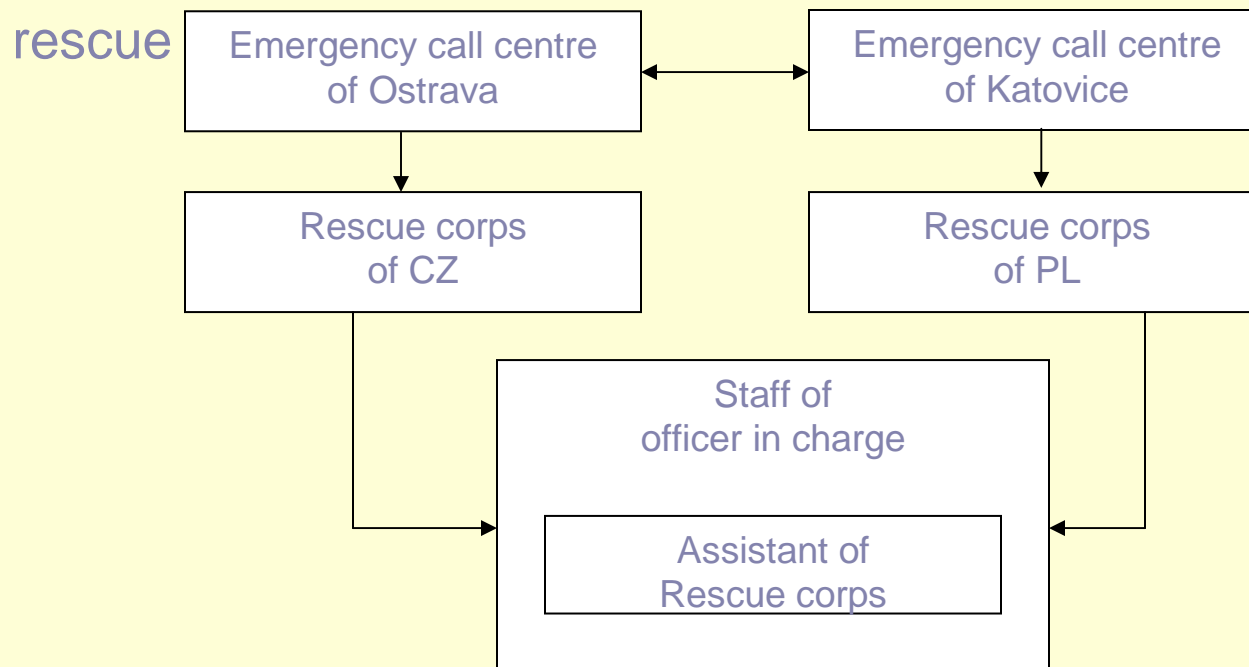 rescue
Emergency call centre
of Ostrava
Emergency call centre
of Katovice
Rescue corps
of CZ
Rescue corps
of PL
Staff of
officer in charge
Assistant of
Rescue corps